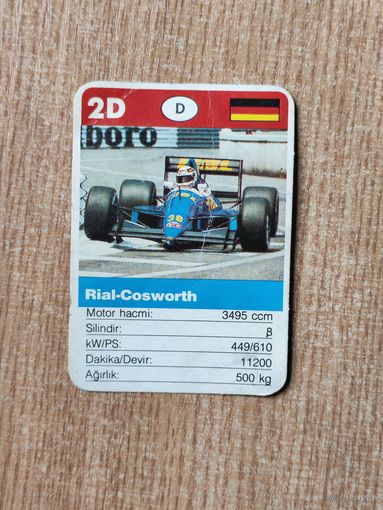 2D
D
boro
38
Rial-Cosworth
Motor hacmi: 3495 ccm
Silindir: 8
kW/PS: 449/610
Dakika/Devir: 11200
Ağırlık: 500 kg